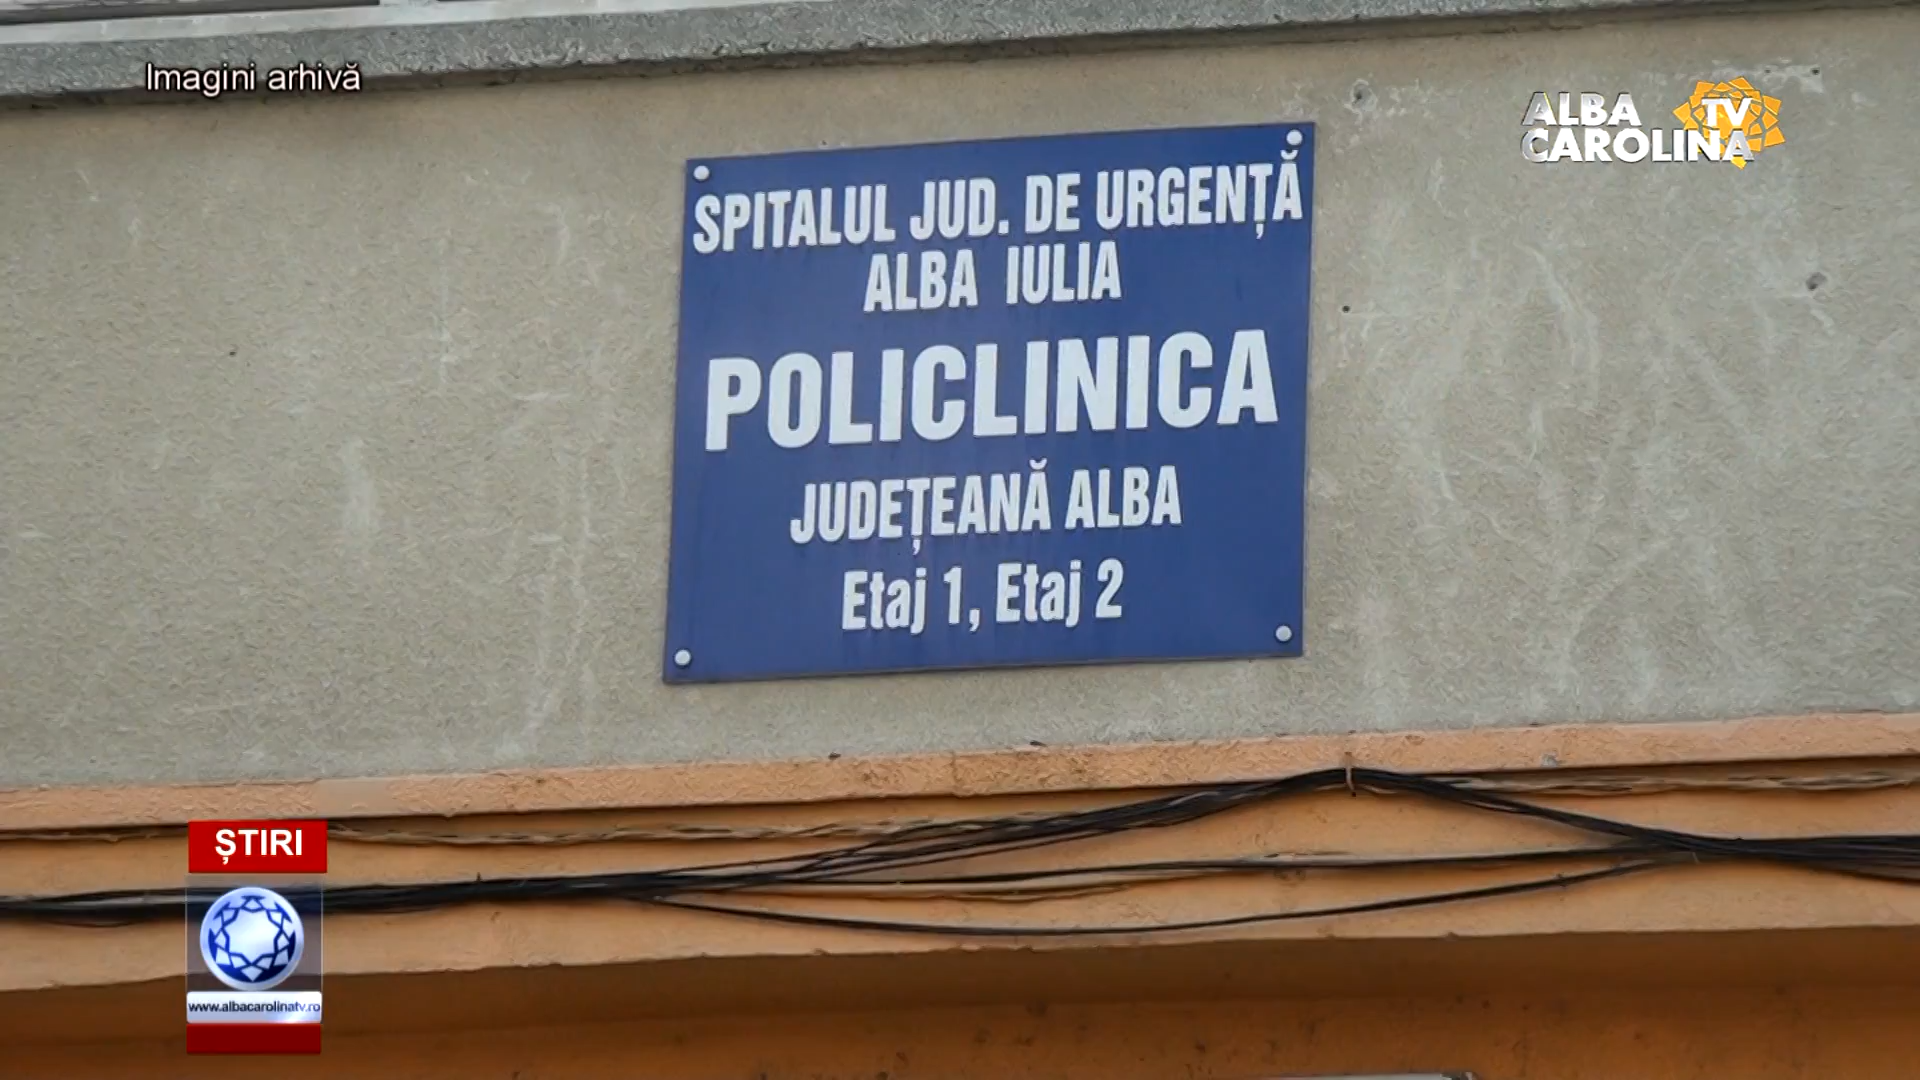 Imagini arhivă
ALBA TV
CAROLINA
SPITALUL JUD. DE URGENȚĂ
ALBA IULIA
POLICLINICA
JUDEȚEANĂ ALBA
Etaj 1, Etaj 2
ȘTIRI
www.albacarolinatv.ro